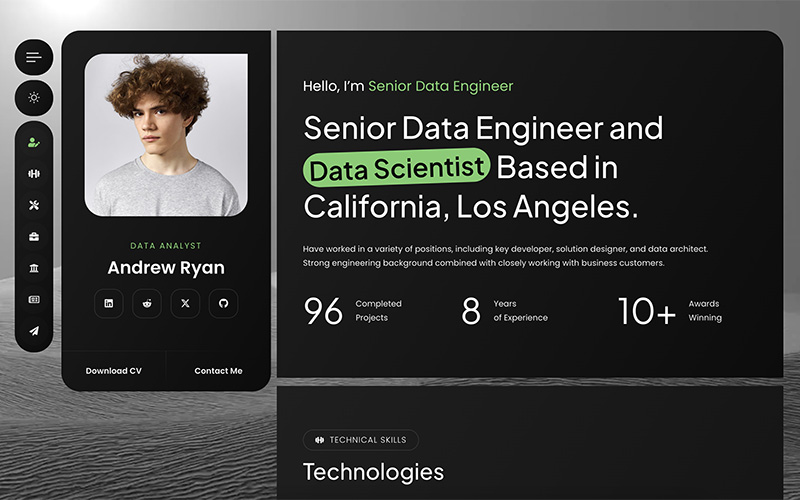 DATA ANALYST
Andrew Ryan
Download CV
Contact Me
Hello, I'm Senior Data Engineer
Senior Data Engineer and
Data Scientist Based in
California, Los Angeles.
Have worked in a variety of positions, including key developer, solution designer, and data architect.
Strong engineering background combined with closely working with business customers.
96 Completed
Projects
8 Years
of Experience
10+ Awards
Winning
TECHNICAL SKILLS
Technologies